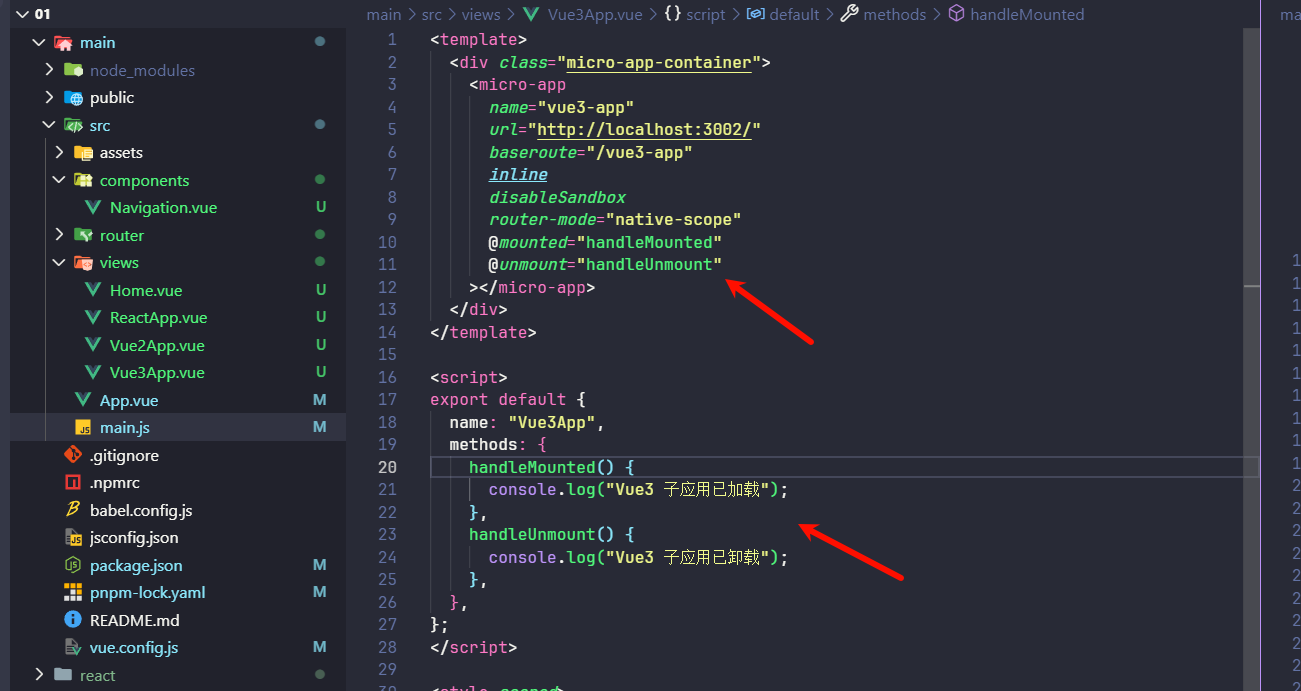 01
main
node_modules
public
src
assets
components
Navigation.vue U
router
views
Home.vue U
ReactApp.vue U
Vue2App.vue U
Vue3App.vue U
App.vue M
JS main.js M
.gitignore
.npmrc
babel.config.js
JS jsconfig.json
package.json M
pnpm-lock.yaml M
README.md
vue.config.js M
react
main > src > views > Vue3App.vue > {} script > default > methods > handleMounted
1 <template>
2 <div class="micro-app-container">
3 <micro-app
4 name="vue3-app"
5 url="http://localhost:3002/"
6 baseroute="/vue3-app"
7 inline
8 disableSandbox
9 router-mode="native-scope"
10 @mounted="handleMounted"
11 @unmount="handleUnmount"
12 ></micro-app>
13 </div>
14 </template>
15
16 <script>
17 export default {
18 name: "Vue3App",
19 methods: {
20 handleMounted() {
21 console.log("Vue3 子应用已加载");
22 },
23 handleUnmount() {
24 console.log("Vue3 子应用已卸载");
25 },
26 },
27 };
28 </script>
29
30 <style scoped>
ma